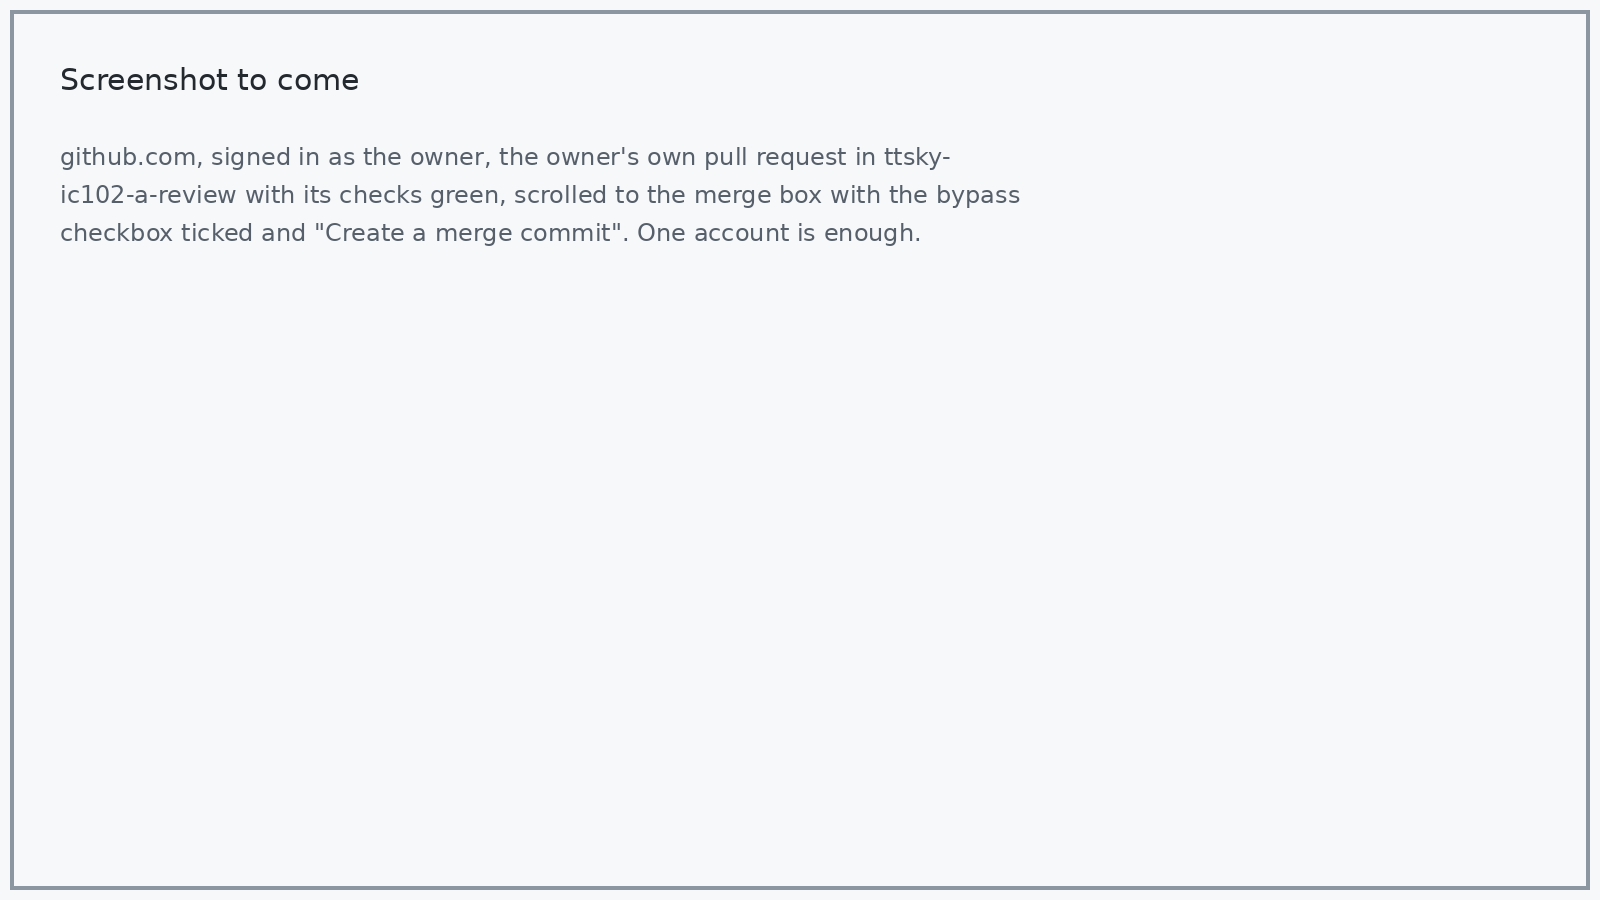 Screenshot to come
github.com, signed in as the owner, the owner's own pull request in ttsky-
ic102-a-review with its checks green, scrolled to the merge box with the bypass
checkbox ticked and "Create a merge commit". One account is enough.